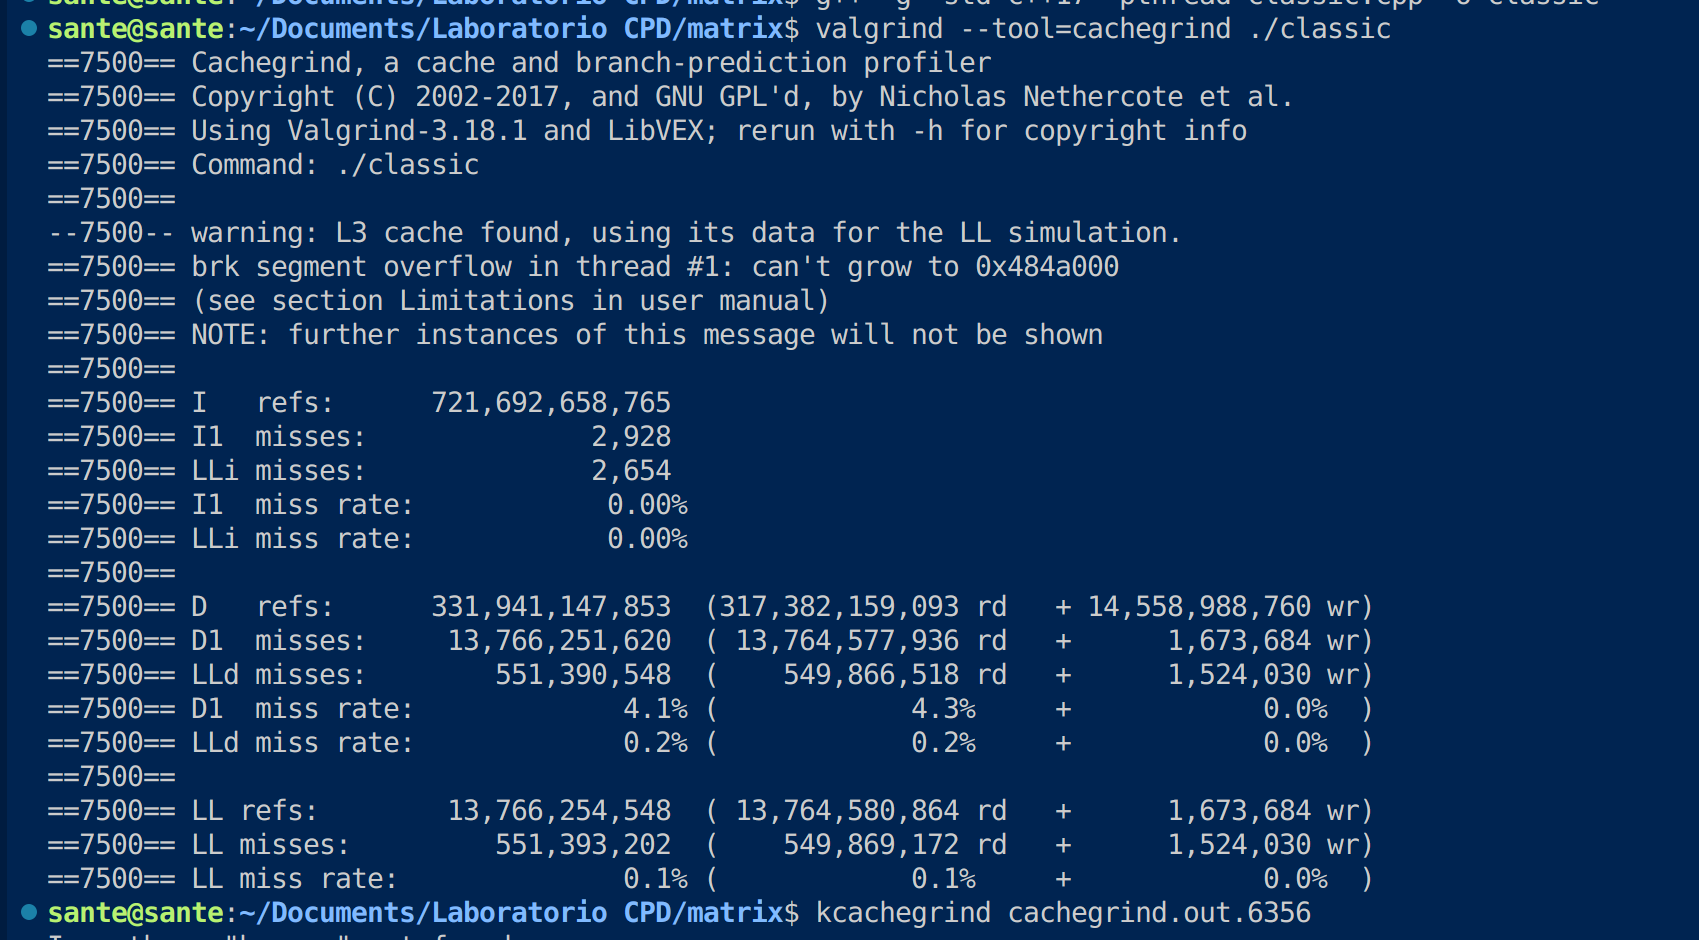 sante@sante:~/Documents/Laboratorio CPD/matrix$ g++ -g -std=c++17 -pthread classic.cpp -o classic
sante@sante:~/Documents/Laboratorio CPD/matrix$ valgrind --tool=cachegrind ./classic
==7500== Cachegrind, a cache and branch-prediction profiler
==7500== Copyright (C) 2002-2017, and GNU GPL'd, by Nicholas Nethercote et al.
==7500== Using Valgrind-3.18.1 and LibVEX; rerun with -h for copyright info
==7500== Command: ./classic
==7500==
--7500-- warning: L3 cache found, using its data for the LL simulation.
==7500== brk segment overflow in thread #1: can't grow to 0x484a000
==7500== (see section Limitations in user manual)
==7500== NOTE: further instances of this message will not be shown
==7500==
==7500== I   refs:      721,692,658,765
==7500== I1  misses:              2,928
==7500== LLi misses:              2,654
==7500== I1  miss rate:            0.00%
==7500== LLi miss rate:            0.00%
==7500==
==7500== D   refs:      331,941,147,853  (317,382,159,093 rd   + 14,558,988,760 wr)
==7500== D1  misses:     13,766,251,620  ( 13,764,577,936 rd   +      1,673,684 wr)
==7500== LLd misses:        551,390,548  (    549,866,518 rd   +      1,524,030 wr)
==7500== D1  miss rate:             4.1% (            4.3%     +            0.0%  )
==7500== LLd miss rate:             0.2% (            0.2%     +            0.0%  )
==7500==
==7500== LL refs:        13,766,254,548  ( 13,764,580,864 rd   +      1,673,684 wr)
==7500== LL misses:         551,393,202  (    549,869,172 rd   +      1,524,030 wr)
==7500== LL miss rate:              0.1% (            0.1%     +            0.0%  )
sante@sante:~/Documents/Laboratorio CPD/matrix$ kcachegrind cachegrind.out.6356